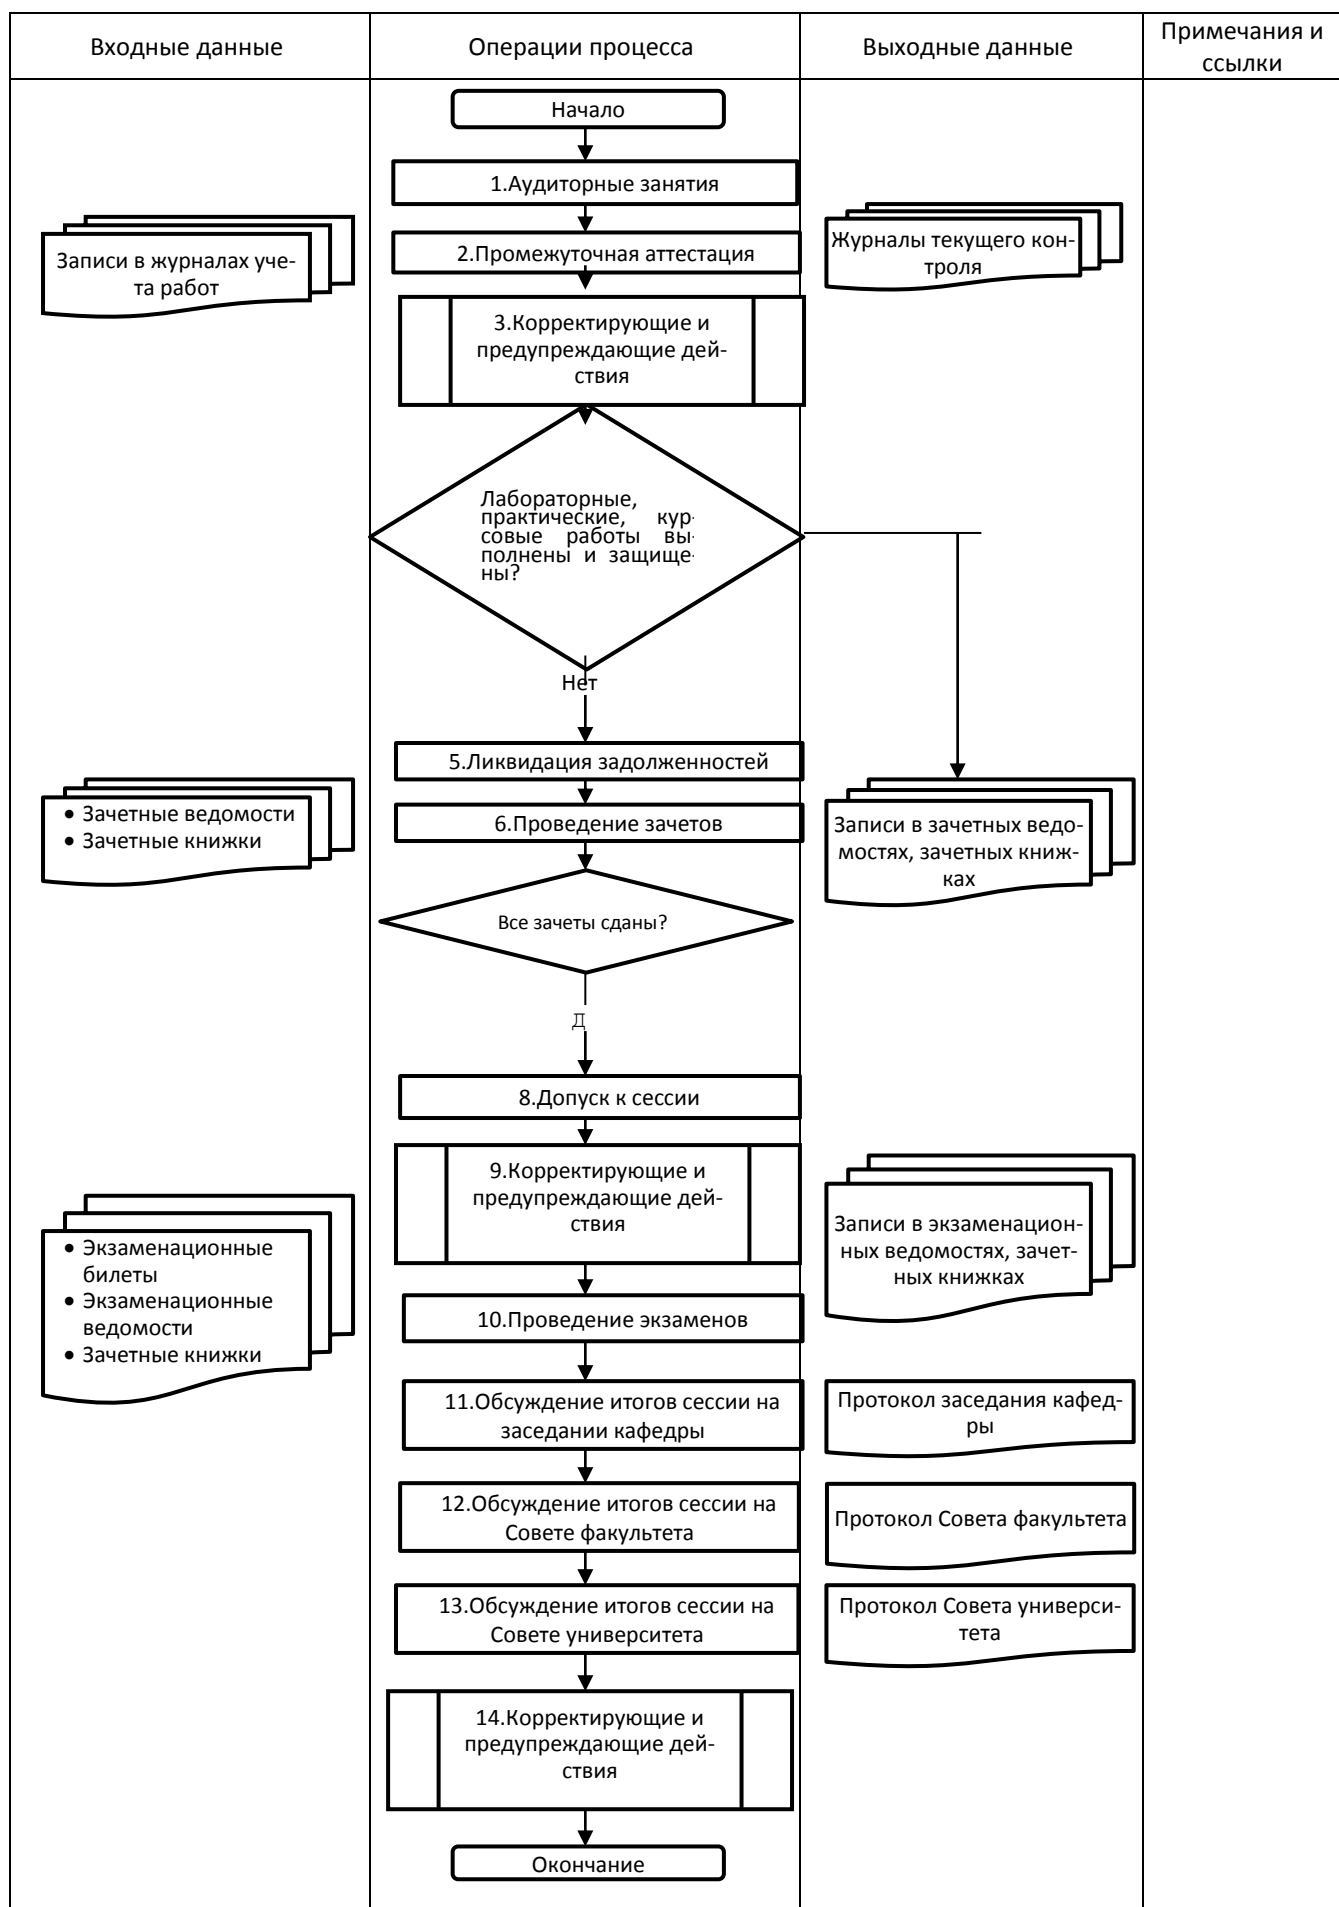 Входные данные
Операции процесса
Выходные данные
Примечания и
ссылки
Начало
1.Аудиторные занятия
Записи в журналах уче-
та работ
2.Промежуточная аттестация
Журналы текущего кон-
троля
3.Корректирующие и
предупреждающие дей-
ствия
Лабораторные,
практические, кур-
совые работы вы-
полнены и защище-
ны?
Нет
5.Ликвидация задолженностей
Зачетные ведомости
Зачетные книжки
6.Проведение зачетов
Записи в зачетных ведо-
мостях, зачетных книж-
ках
Все зачеты сданы?
Д
8.Допуск к сессии
9.Корректирующие и
предупреждающие дей-
ствия
Экзаменационные
билеты
Экзаменационные
ведомости
Зачетные книжки
Записи в экзаменацион-
ных ведомостях, зачет-
ных книжках
10.Проведение экзаменов
11.Обсуждение итогов сессии на
заседании кафедры
Протокол заседания кафед-
ры
12.Обсуждение итогов сессии на
Совете факультета
Протокол Совета факультета
13.Обсуждение итогов сессии на
Совете университета
Протокол Совета универси-
тета
14.Корректирующие и
предупреждающие дей-
ствия
Окончание